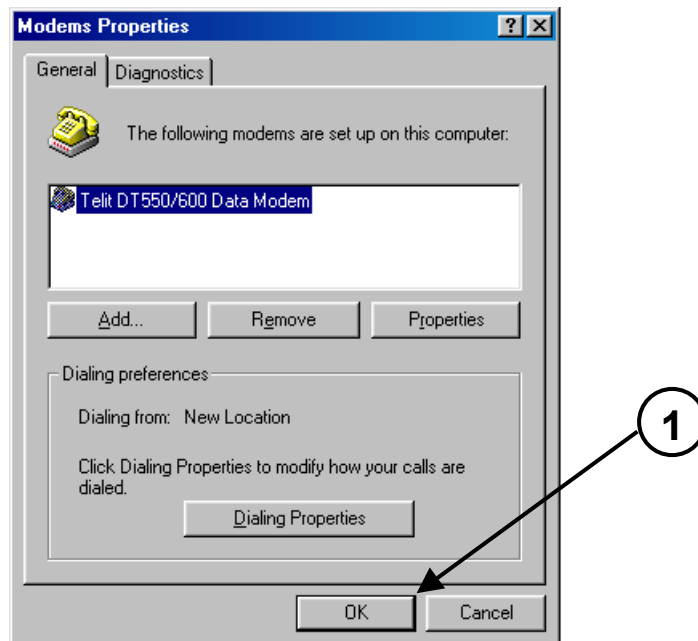 Modems Properties
General Diagnostics
The following modems are set up on this computer:
Telit DT550/600 Data Modem
Add... Remove Properties
Dialing preferences
Dialing from: New Location
Click Dialing Properties to modify how your calls are
dialed.
Dialing Properties
1
OK Cancel